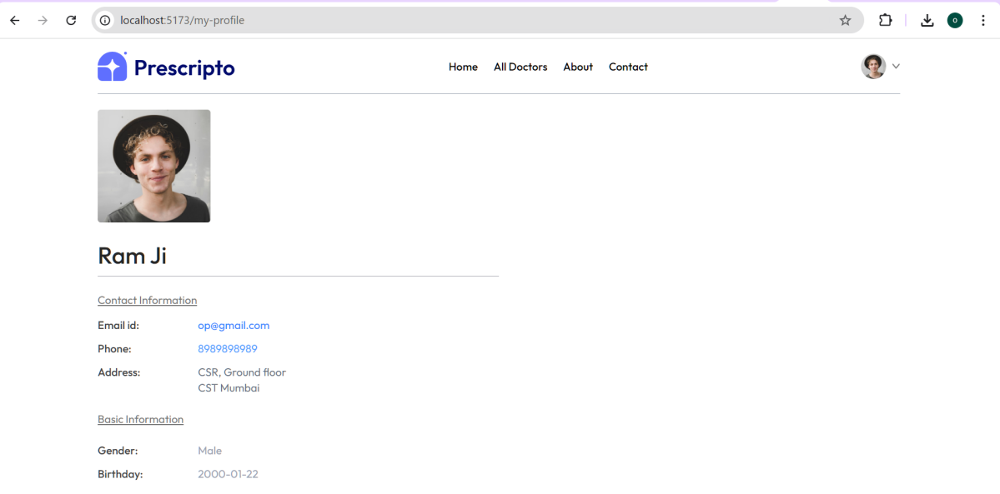 localhost:5173/my-profile
o
Prescripto
Home All Doctors About Contact
Ram Ji
Contact Information
Email id: op@gmail.com
Phone: 8989898989
Address: CSR, Ground floor
CST Mumbai
Basic Information
Gender: Male
Birthday: 2000-01-22